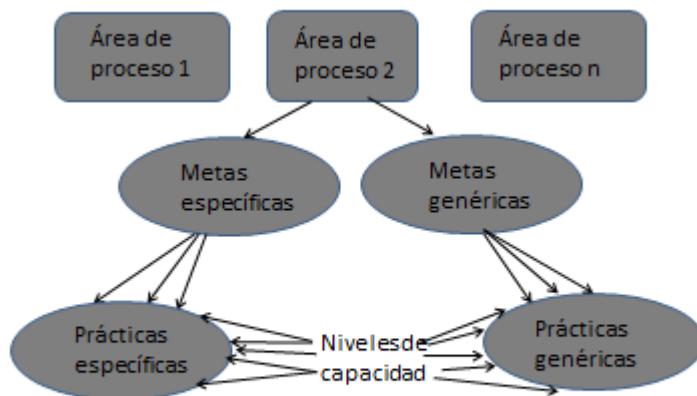 Área de
proceso 1
Área de
proceso 2
Área de
proceso n
Metas
específicas
Metas
genéricas
Prácticas
específicas
Nivelesde
capacidad
Prácticas
genéricas